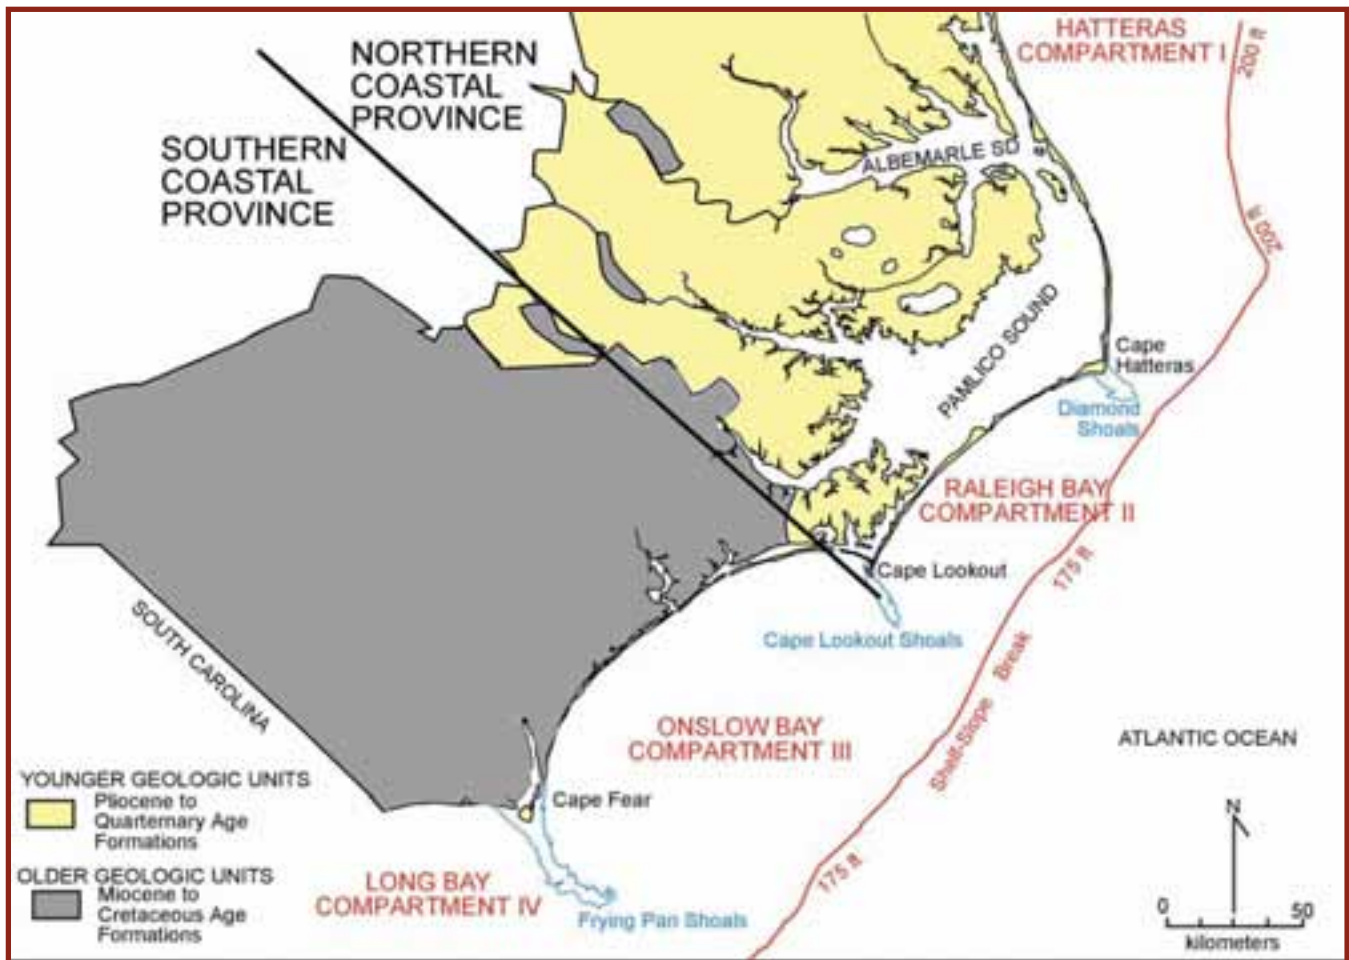 HATTERAS
COMPARTMENT I
200 ft
NORTHERN
COASTAL
PROVINCE
SOUTHERN
COASTAL
PROVINCE
ALBEMARLE SD
200 ft
PAMLICO SOUND
Cape
Hatteras
Diamond
Shoals
RALEIGH BAY
COMPARTMENT II
175 ft
Cape Lookout
Cape Lookout Shoals
SOUTH CAROLINA
Shelf-Slope Break
ONSLOW BAY
COMPARTMENT III
ATLANTIC OCEAN
YOUNGER GEOLOGIC UNITS
Pliocene to
Quarternary Age
Formations
Cape Fear
N
175 ft
OLDER GEOLOGIC UNITS
Miocene to
Cretaceous Age
Formations
LONG BAY
COMPARTMENT IV
Frying Pan Shoals
0 50
kilometers